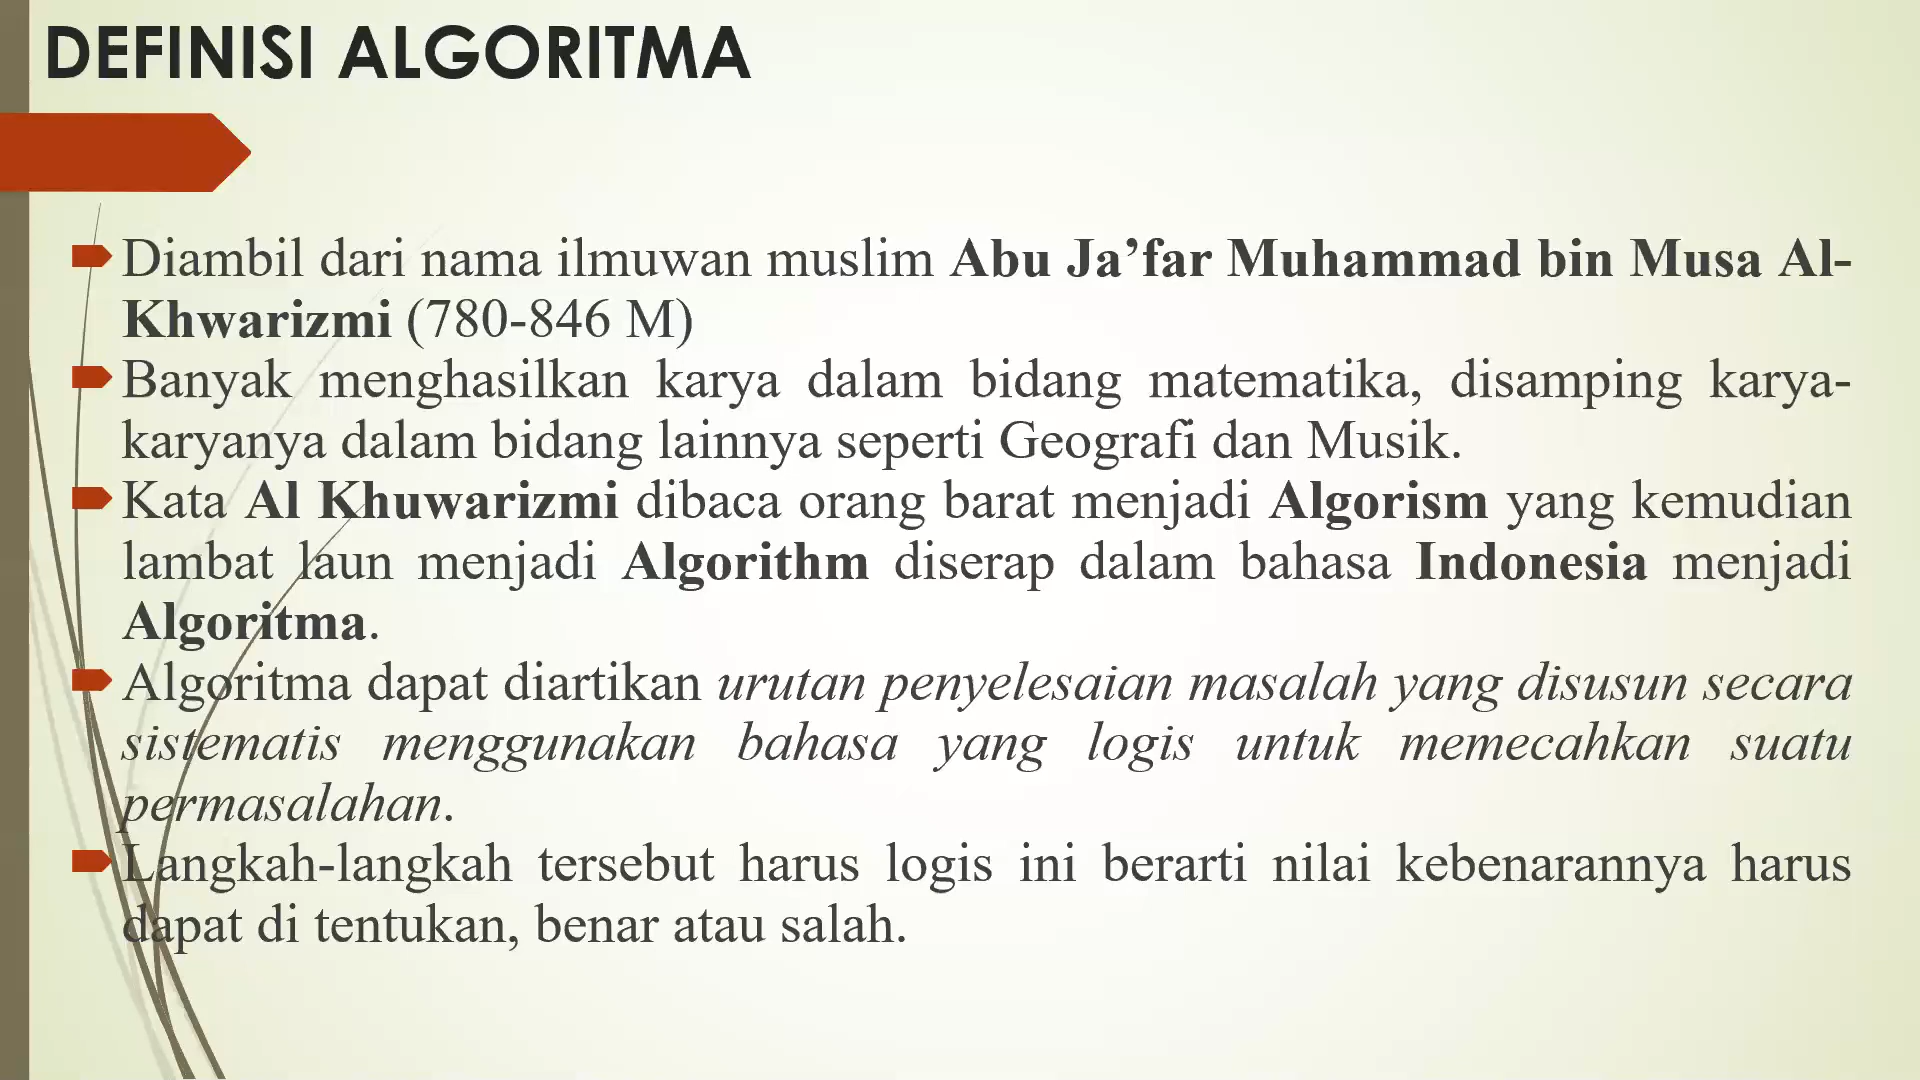 DEFINISI ALGORITMA
Diambil dari nama ilmuwan muslim Abu Ja’far Muhammad bin Musa Al-
Khwarizmi (780-846 M)
Banyak menghasilkan karya dalam bidang matematika, disamping karya-
karyanya dalam bidang lainnya seperti Geografi dan Musik.
Kata Al Khuwarizmi dibaca orang barat menjadi Algorism yang kemudian
lambat laun menjadi Algorithm diserap dalam bahasa Indonesia menjadi
Algoritma.
Algoritma dapat diartikan urutan penyelesaian masalah yang disusun secara
sistematis menggunakan bahasa yang logis untuk memecahkan suatu
permasalahan.
Langkah-langkah tersebut harus logis ini berarti nilai kebenarannya harus
dapat di tentukan, benar atau salah.